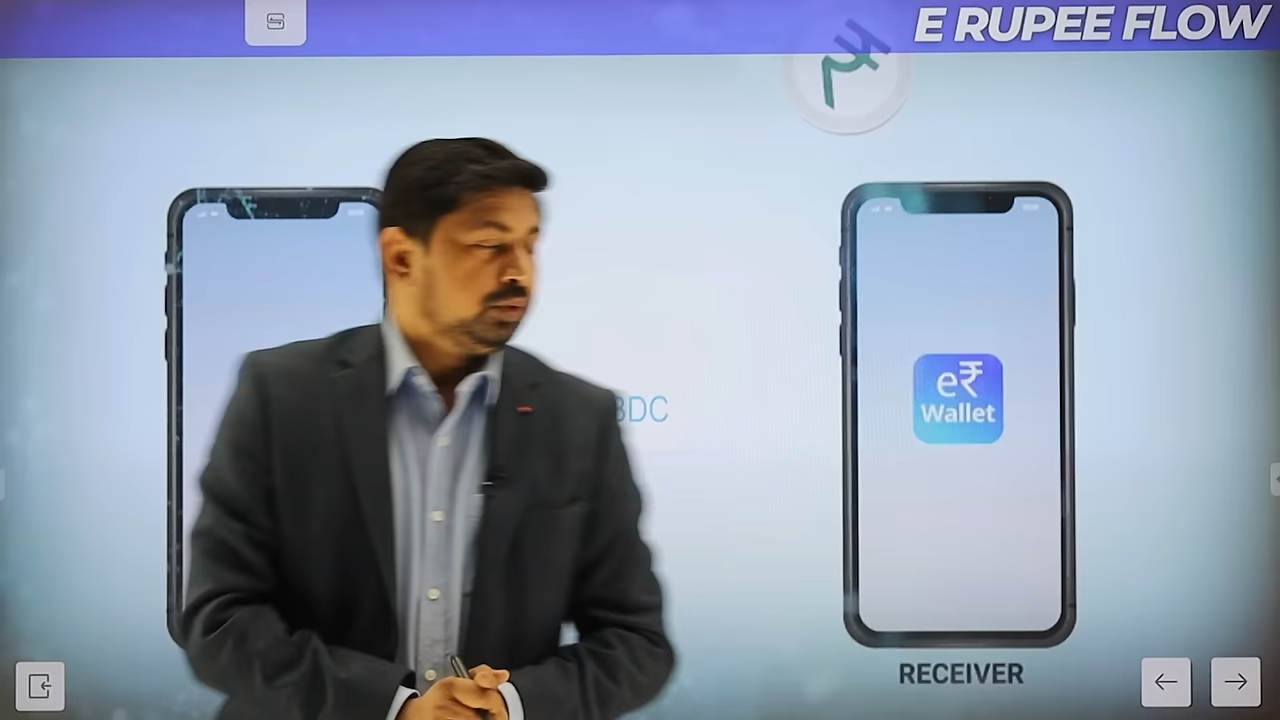 E RUPEE FLOW
BDC
e₹
Wallet
RECEIVER